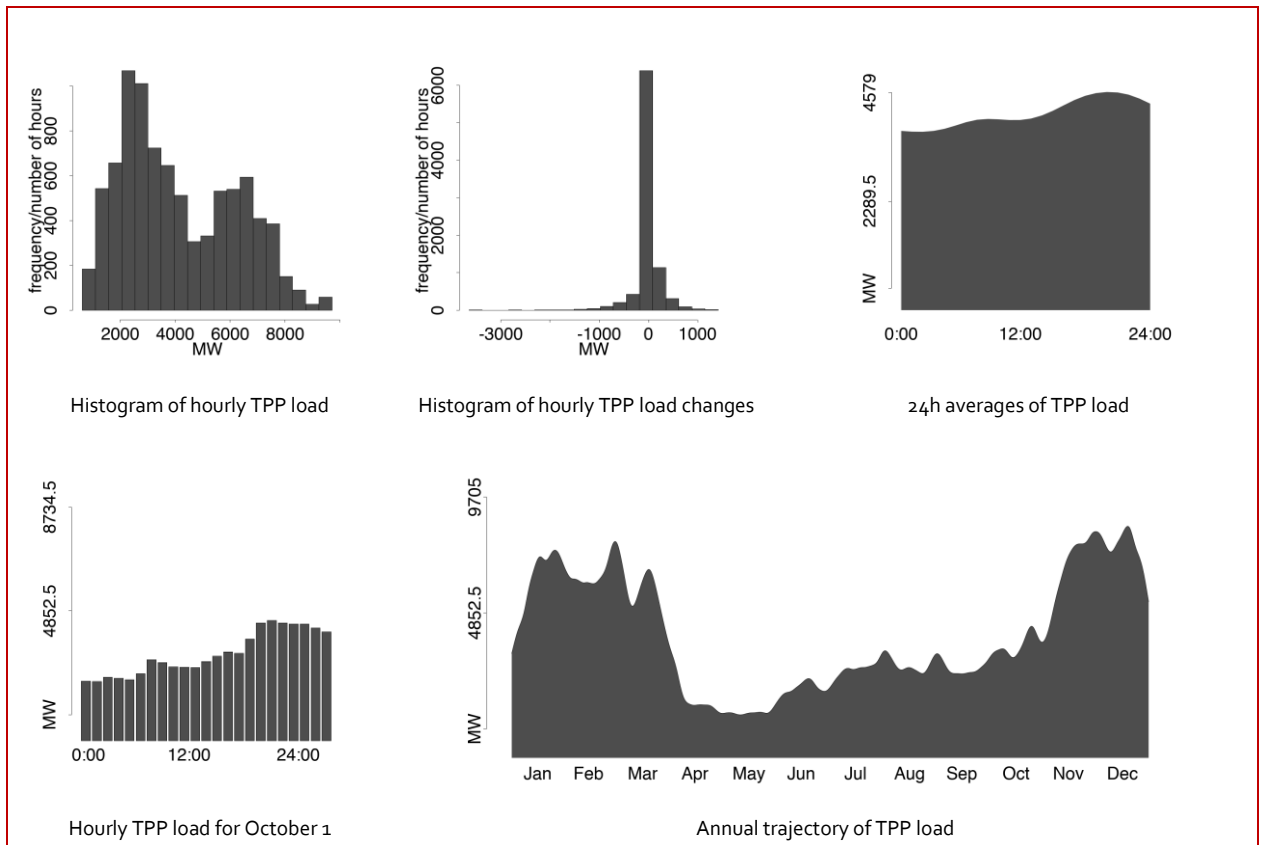 frequency/number of hours
0 200 400 600 800
2000 4000 6000 8000
MW
Histogram of hourly TPP load
frequency/number of hours
0 2000 4000 6000
-3000 -1000 0 1000
MW
Histogram of hourly TPP load changes
MW 2289.5 4579
0:00 12:00 24:00
24h averages of TPP load
MW 4852.5 8734.5
0:00 12:00 24:00
Hourly TPP load for October 1
MW 4852.5 9705
Jan Feb Mar Apr May Jun Jul Aug Sep Oct Nov Dec
Annual trajectory of TPP load